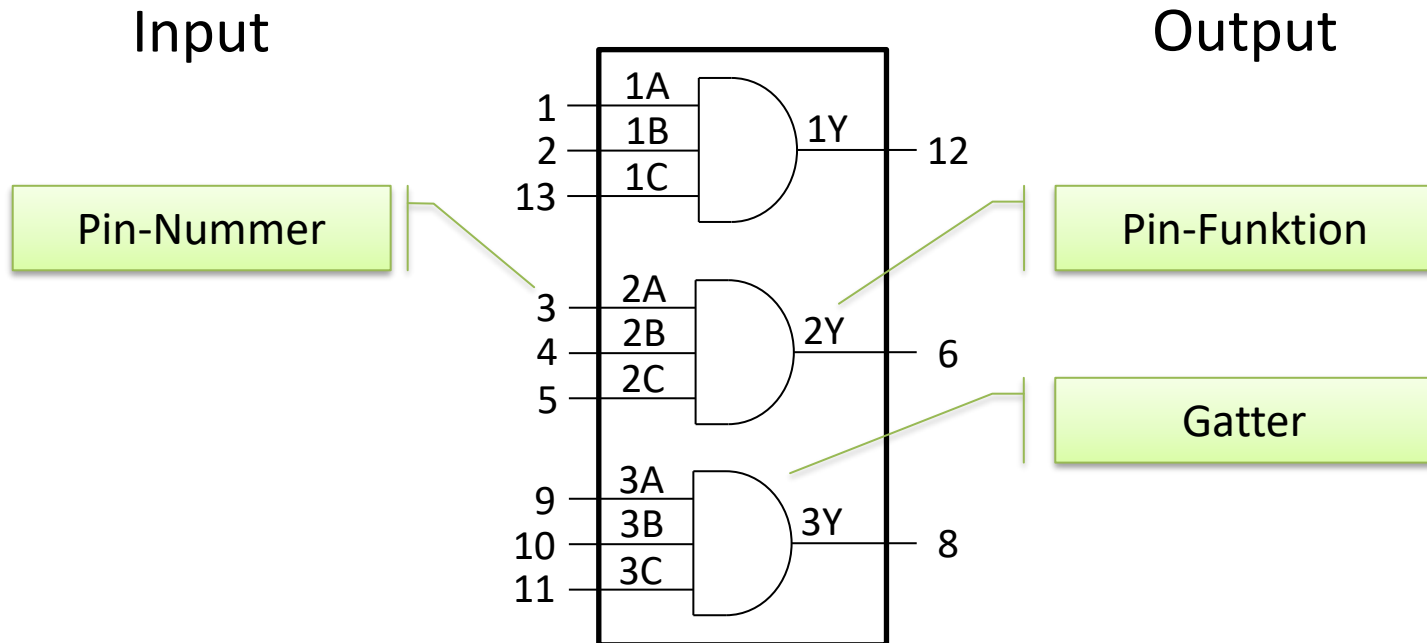 Input
Output
1 1A
2 1B 1Y 12
13 1C
Pin-Nummer
Pin-Funktion
3 2A
4 2B 2Y 6
5 2C
Gatter
9 3A
10 3B 3Y 8
11 3C